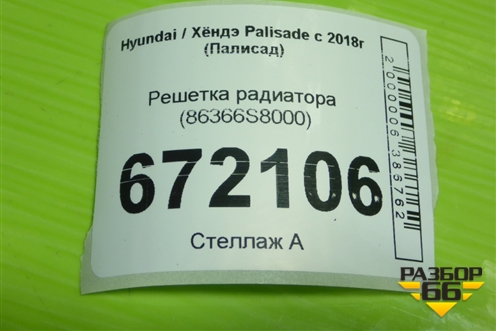 Hyundai / Хёндэ Palisade с 2018г
(Палисад)
Решетка радиатора
(86366S8000)
672106
Стеллаж А
2000006385762
РАЗБОР
66